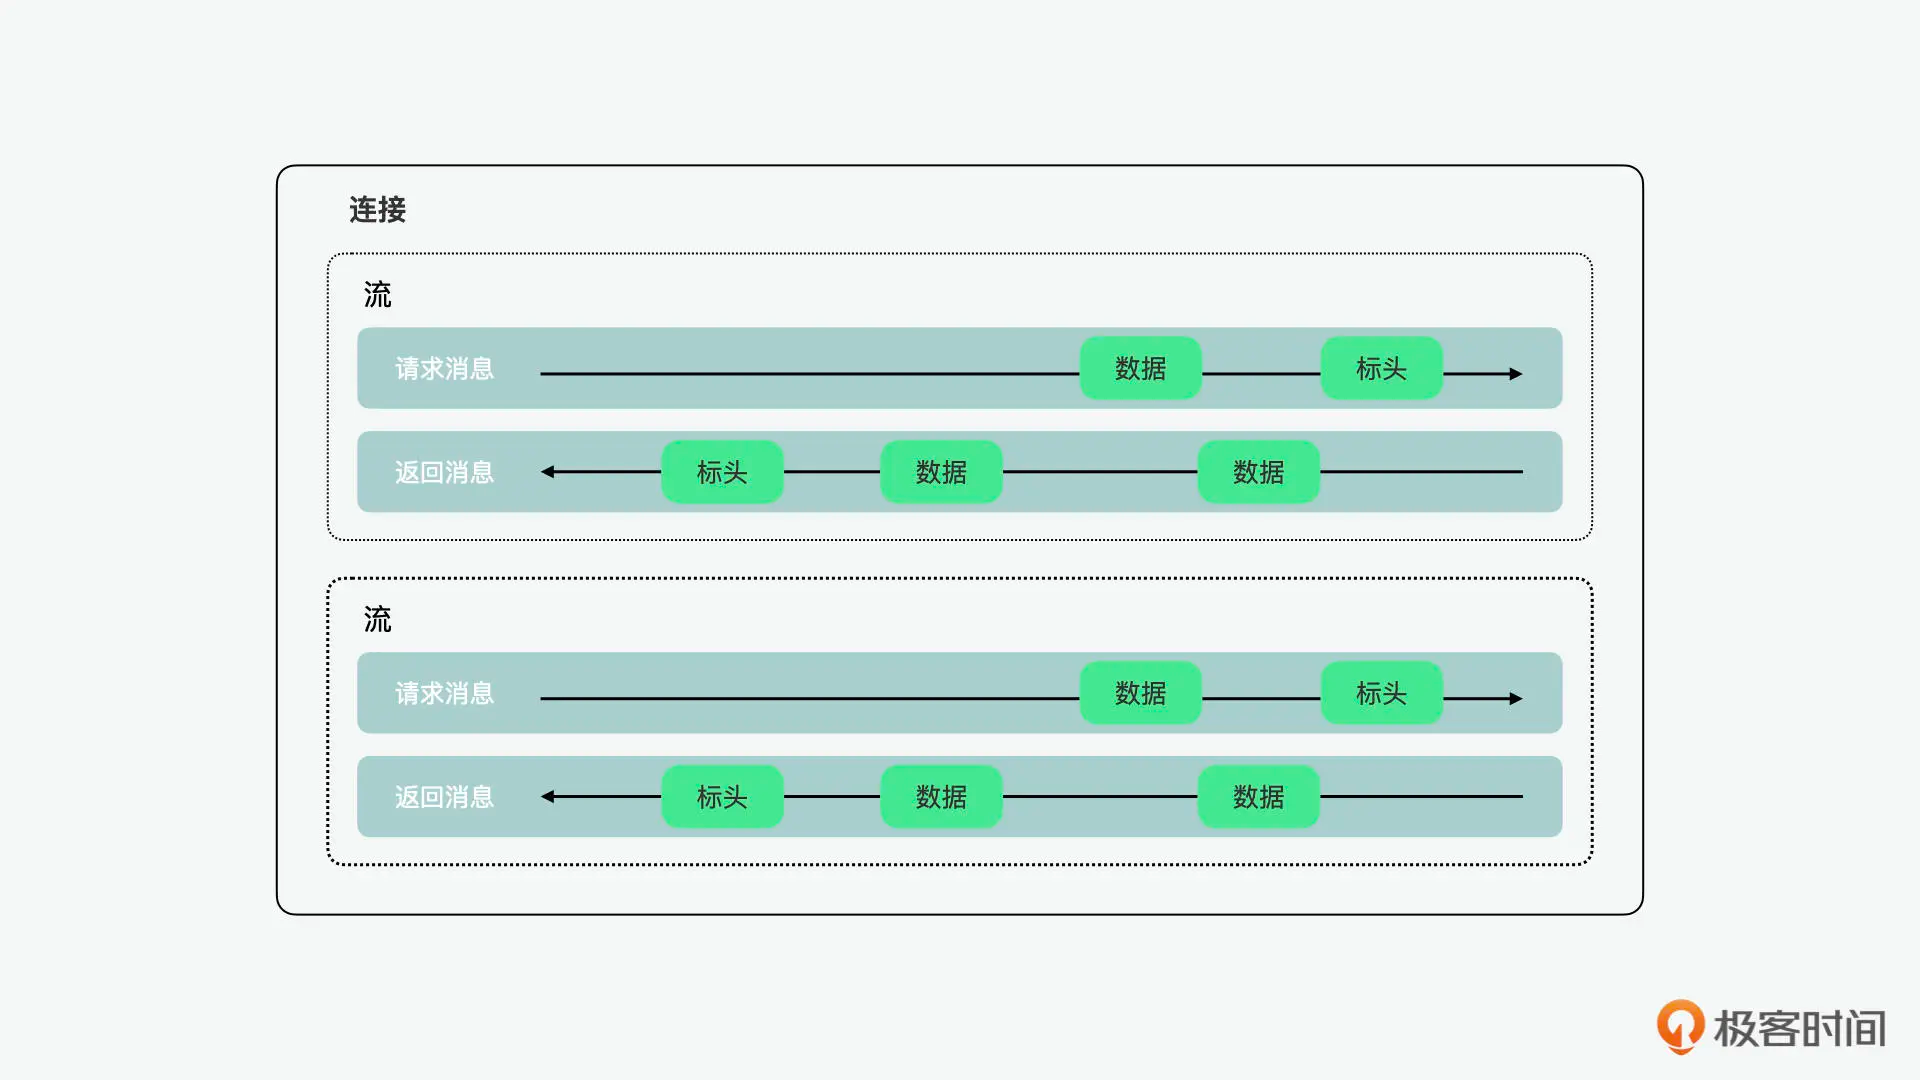 连接
流
请求消息 数据 标头
返回消息 标头 数据 数据
流
请求消息 数据 标头
返回消息 标头 数据 数据
极客时间